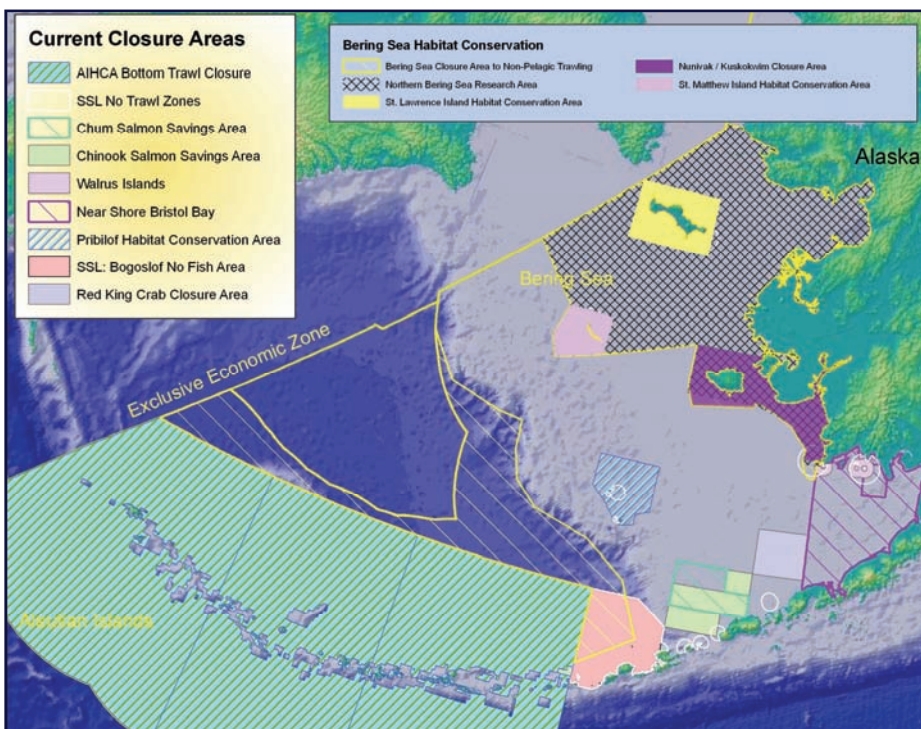 Current Closure Areas
AIHCA Bottom Trawl Closure
SSL No Trawl Zones
Chum Salmon Savings Area
Chinook Salmon Savings Area
Walrus Islands
Near Shore Bristol Bay
Pribilof Habitat Conservation Area
SSL: Bogoslof No Fish Area
Red King Crab Closure Area
Bering Sea Habitat Conservation
Bering Sea Closure Area to Non-Pelagic Trawling
Northern Bering Sea Research Area
St. Lawrence Island Habitat Conservation Area
Nunivak / Kuskokwim Closure Area
St. Matthew Island Habitat Conservation Area
Alaska
Bering Sea
Exclusive Economic Zone
Aleutian Islands